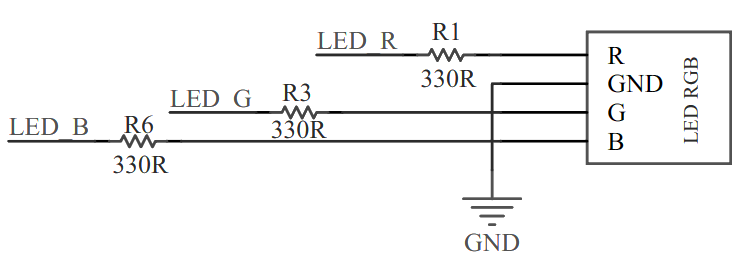 R1
LED_R
R
330R
GND
R3
LED_G
G
330R
LED_B
R6
B
330R
LED RGB
GND